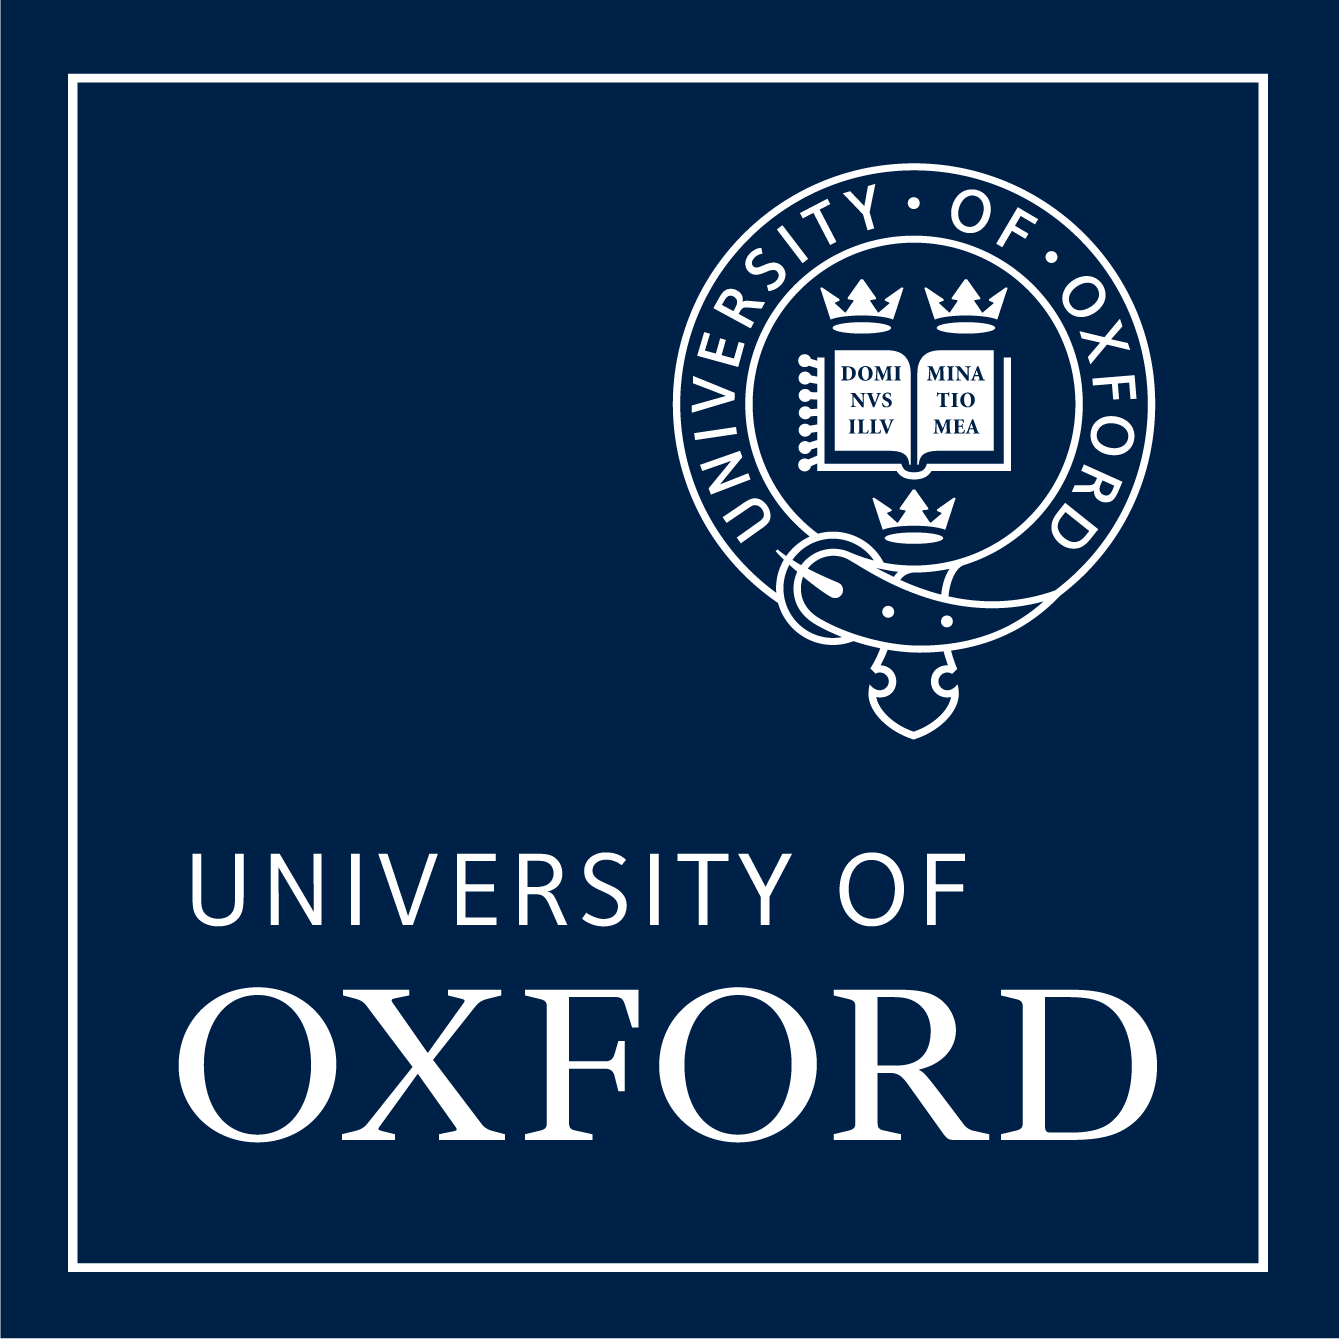 UNIVERSITY · OF · OXFORD
DOMI
NVS
ILLV
MINA
TIO
MEA
UNIVERSITY OF
OXFORD